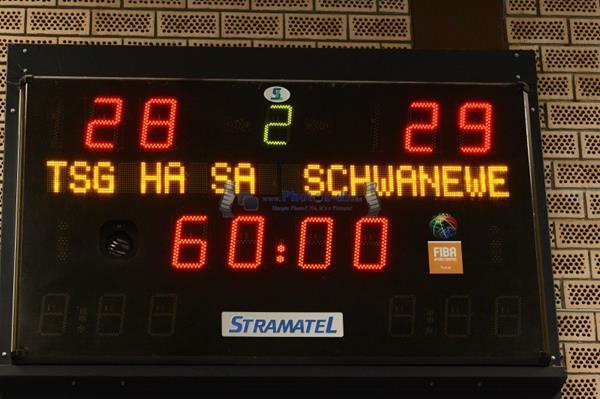 28 2 29
TSG HA SA SCHWANEWE
60:00
FIBA
STRAMATEL